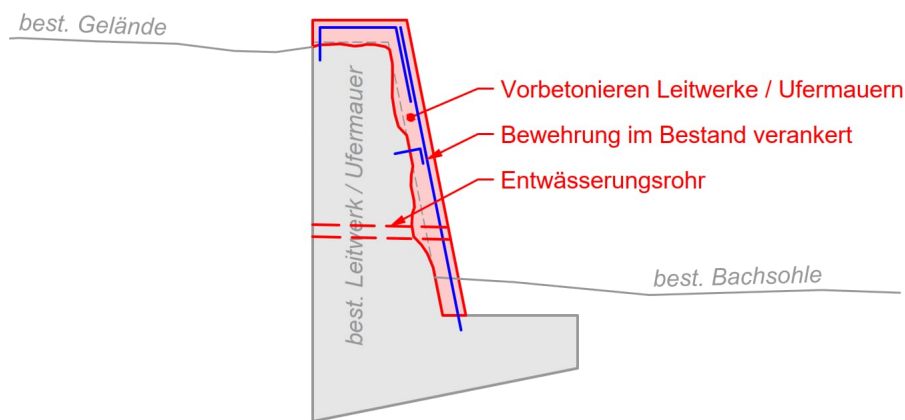 best. Gelände
Vorbetonieren Leitwerke / Ufermauern
Bewehrung im Bestand verankert
Entwässerungsrohr
best. Leitwerk / Ufermauer
best. Bachsohle